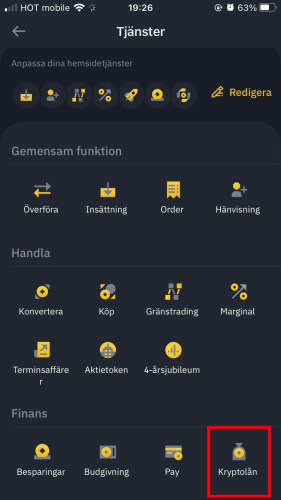 HOT mobile 19:26 63%
Tjänster
Anpassa dina hemsidetjänster
Redigera
Gemensam funktion
Överföra Insättning Order Hänvisning
Handla
Konvertera Köp Gränstrading Marginal
Terminsaffäre
r
Aktietoken 4-årsjubileum
Finans
Besparingar Budgivning Pay Kryptolån